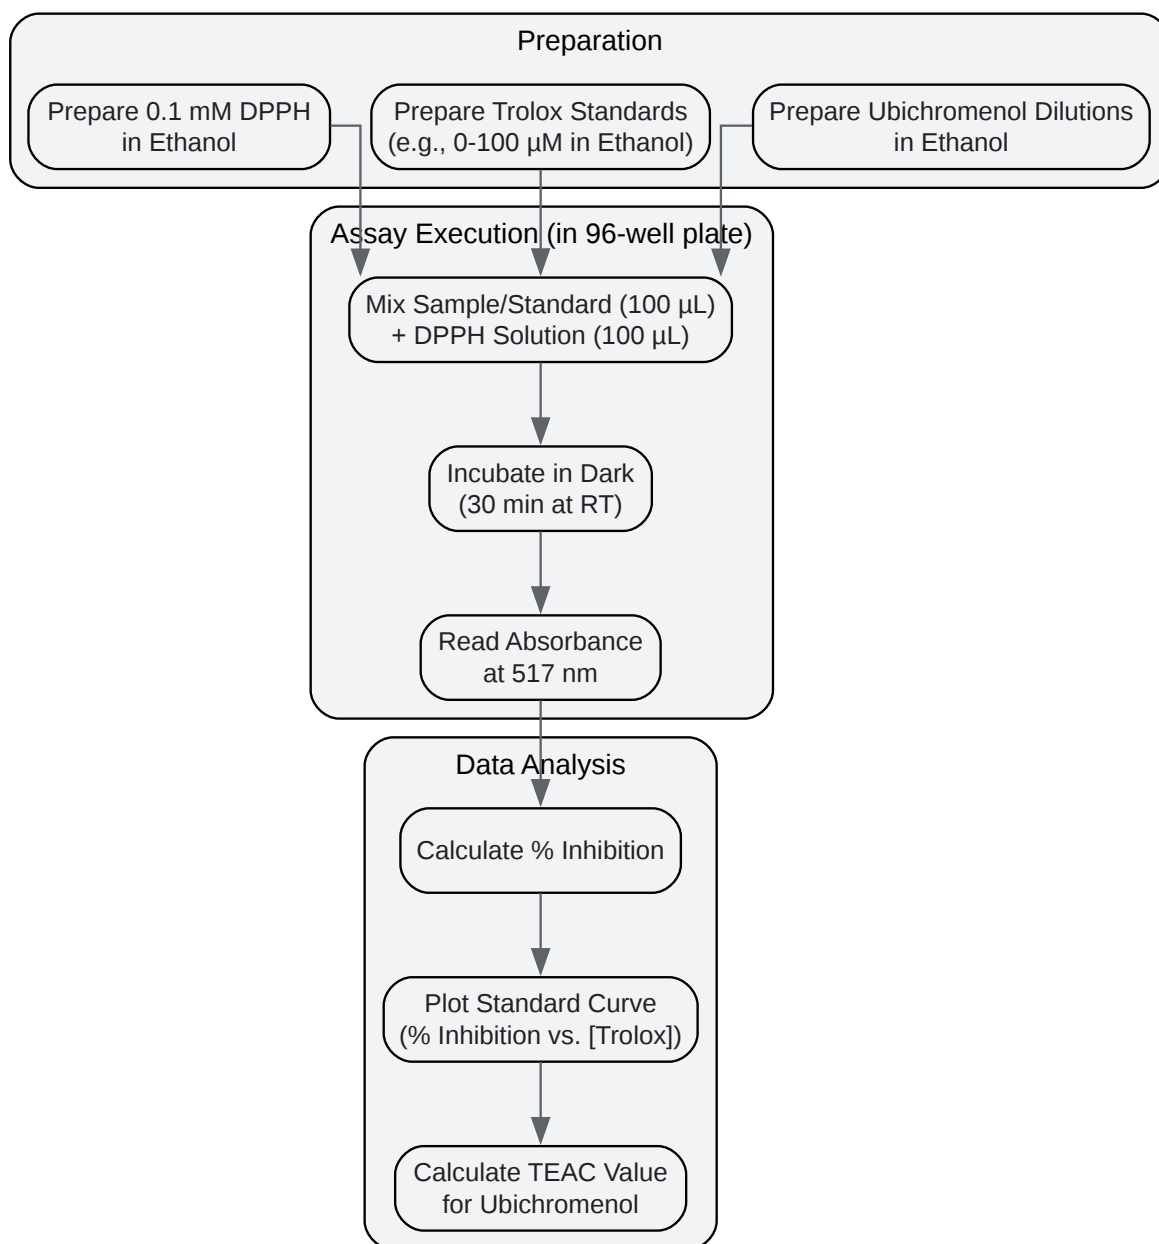 Preparation
Prepare 0.1 mM DPPH
in Ethanol
Prepare Trolox Standards
(e.g., 0-100 µM in Ethanol)
Prepare Ubichromenol Dilutions
in Ethanol
Assay Execution (in 96-well plate)
Mix Sample/Standard (100 µL)
+ DPPH Solution (100 µL)
Incubate in Dark
(30 min at RT)
Read Absorbance
at 517 nm
Data Analysis
Calculate % Inhibition
Plot Standard Curve
(% Inhibition vs. [Trolox])
Calculate TEAC Value
for Ubichromenol